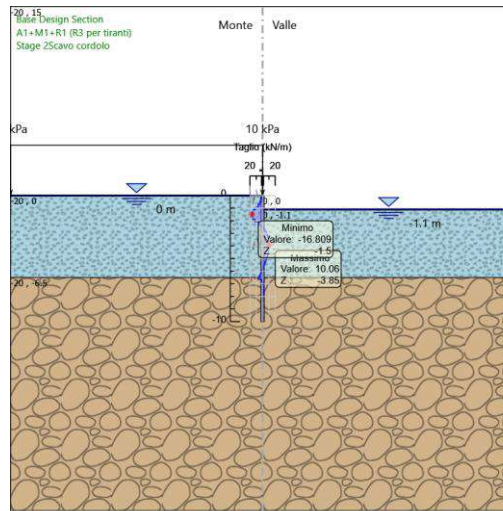 -20, 15
Base Design Section
A1+M1+R1 (R3 per tiranti)
Stage 2Scavo cordolo
Monte
Valle
kPa
10 kPa
Taglio (kN/m)
20
20
-20, 0
0 m
0
0, 0
0, -1.1
-1.1 m
Minimo
Valore: -16.809
Z
-1.5
Massimo
Valore: 10.06
Z :
-3.85
-20, -6.5
-10